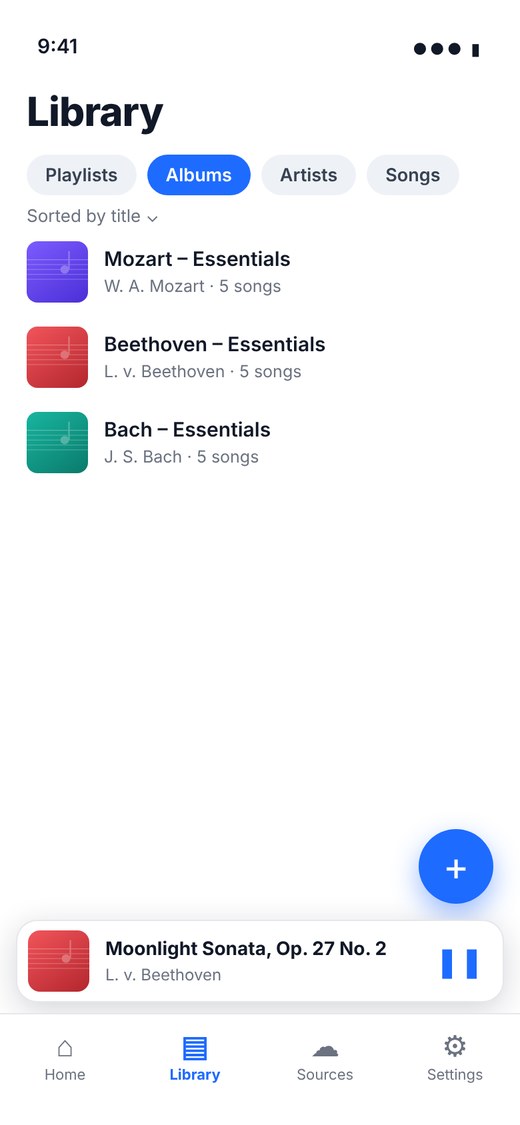 9:41
Library
Playlists Albums Artists Songs
Sorted by title
Mozart – Essentials
W. A. Mozart · 5 songs
Beethoven – Essentials
L. v. Beethoven · 5 songs
Bach – Essentials
J. S. Bach · 5 songs
+
Moonlight Sonata, Op. 27 No. 2
L. v. Beethoven
Home Library Sources Settings